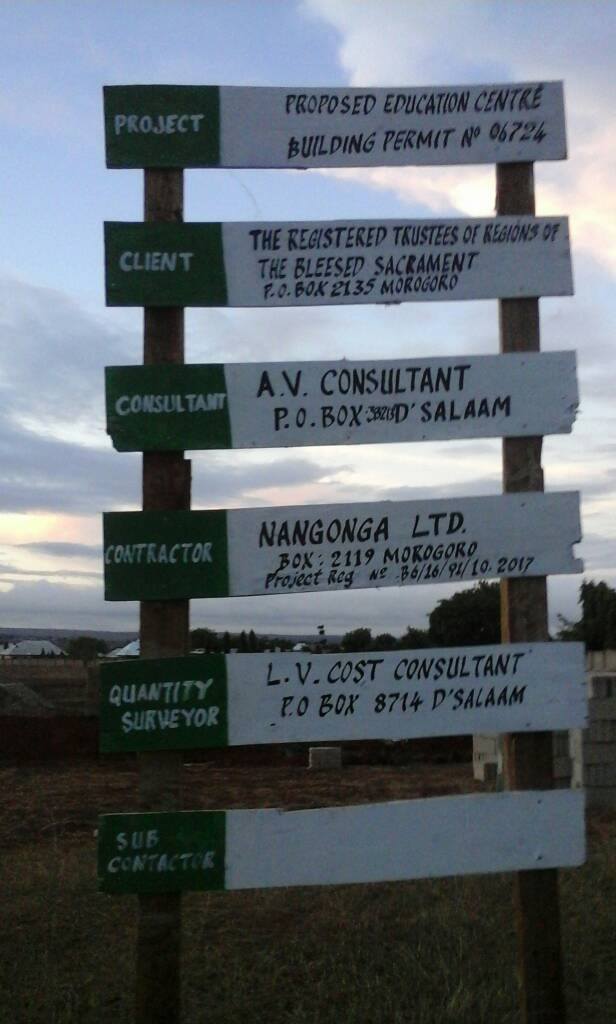 PROJECT
PROPOSED EDUCATION CENTRE
BUILDING PERMIT Nº 06724
CLIENT
THE REGISTERED TRUSTEES OF REGIONS OF
THE BLEESED SACRAMENT
P.O. BOX 2135 MOROGORO
CONSULTANT
A.V. CONSULTANT
P.O. BOX D'SALAAM
CONTRACTOR
NANGONGA LTD.
BOX: 2119 MOROGORO
Project Reg Nº B6/16/94/10.2017
QUANTITY
SURVEYOR
L.V. COST CONSULTANT
P.O BOX 8714 D'SALAAM
SUB
CONTACTOR